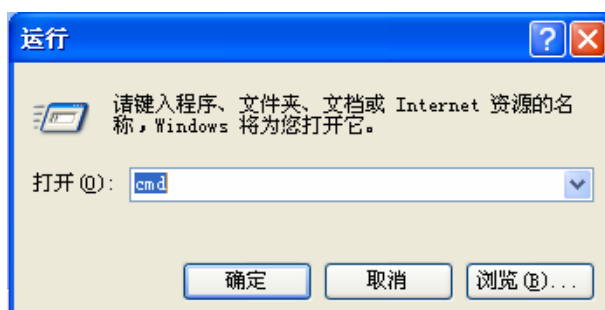 运行
请键入程序、文件夹、文档或 Internet 资源的名
称，Windows 将为您打开它。
打开(O): cmd
确定 取消 浏览(B)...